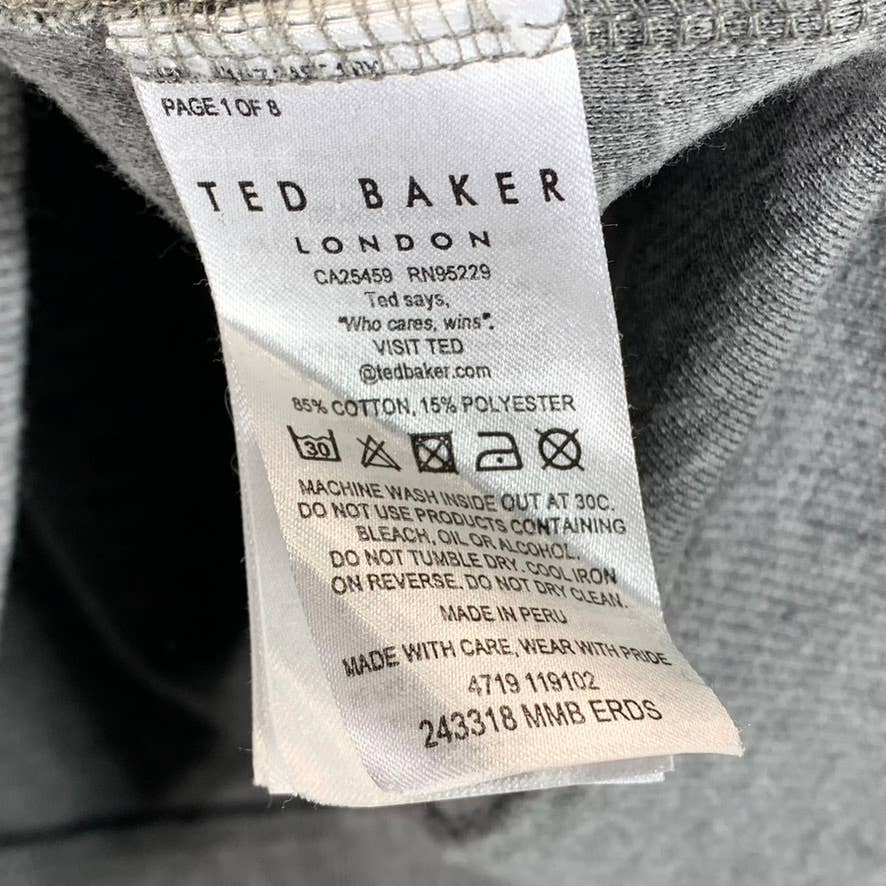 PAGE 1 OF 8
TED BAKER
LONDON
CA25459 RN95229
Ted says,
"Who cares, wins".
VISIT TED
@tedbaker.com
85% COTTON, 15% POLYESTER
30
MACHINE WASH INSIDE OUT AT 30C.
DO NOT USE PRODUCTS CONTAINING
BLEACH, OIL OR ALCOHOL.
DO NOT TUMBLE DRY. COOL IRON
ON REVERSE. DO NOT DRY CLEAN.
MADE IN PERU
MADE WITH CARE, WEAR WITH PRIDE
4719 119102
243318 MMB ERDS